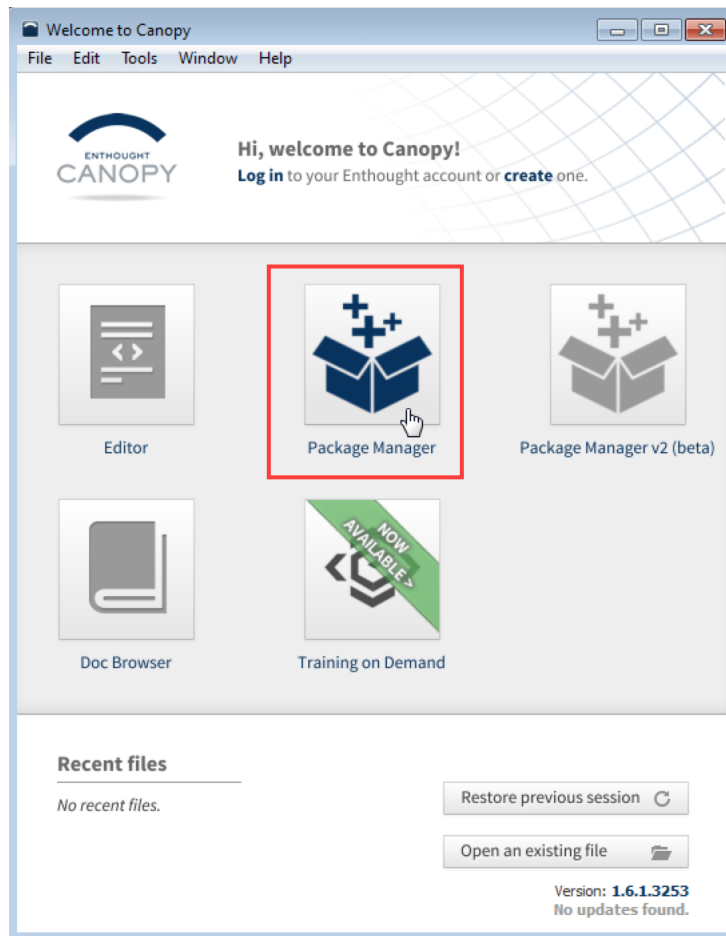 Welcome to Canopy
File Edit Tools Window Help
ENTHOUGHT
CANOPY
Hi, welcome to Canopy!
Log in to your Enthought account or create one.
Editor
Package Manager
Package Manager v2 (beta)
NOW
AVAILABLE >
Doc Browser
Training on Demand
Recent files
No recent files.
Restore previous session
Open an existing file
Version: 1.6.1.3253
No updates found.